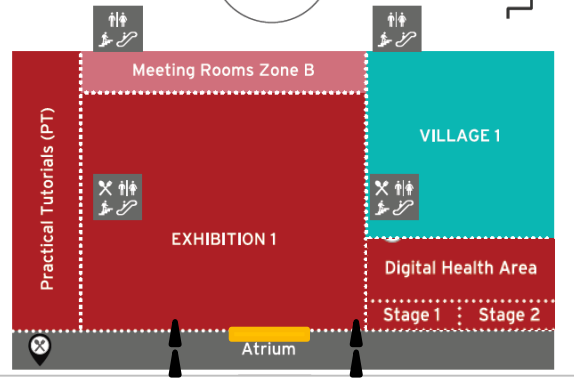 Meeting Rooms Zone B
Practical Tutorials (PT)
VILLAGE 1
EXHIBITION 1
Digital Health Area
Stage 1
Stage 2
Atrium